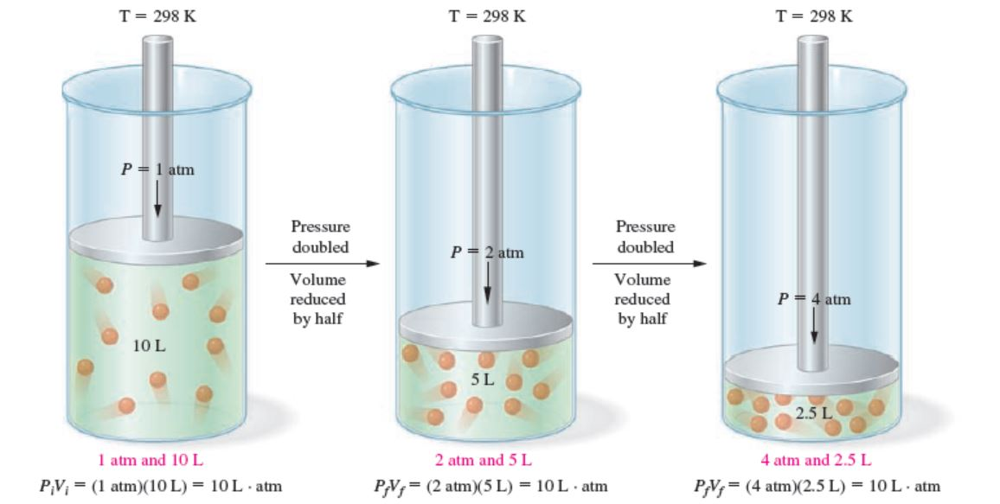 T = 298 K
T = 298 K
T = 298 K
P = 1 atm
Pressure
doubled
Volume
reduced
by half
10 L
P = 2 atm
5 L
Pressure
doubled
Volume
reduced
by half
P = 4 atm
2.5 L
1 atm and 10 L
2 atm and 5 L
4 atm and 2.5 L
PᵢVᵢ = (1 atm)(10 L) = 10 L · atm
P_fV_f = (2 atm)(5 L) = 10 L · atm
P_fV_f = (4 atm)(2.5 L) = 10 L · atm